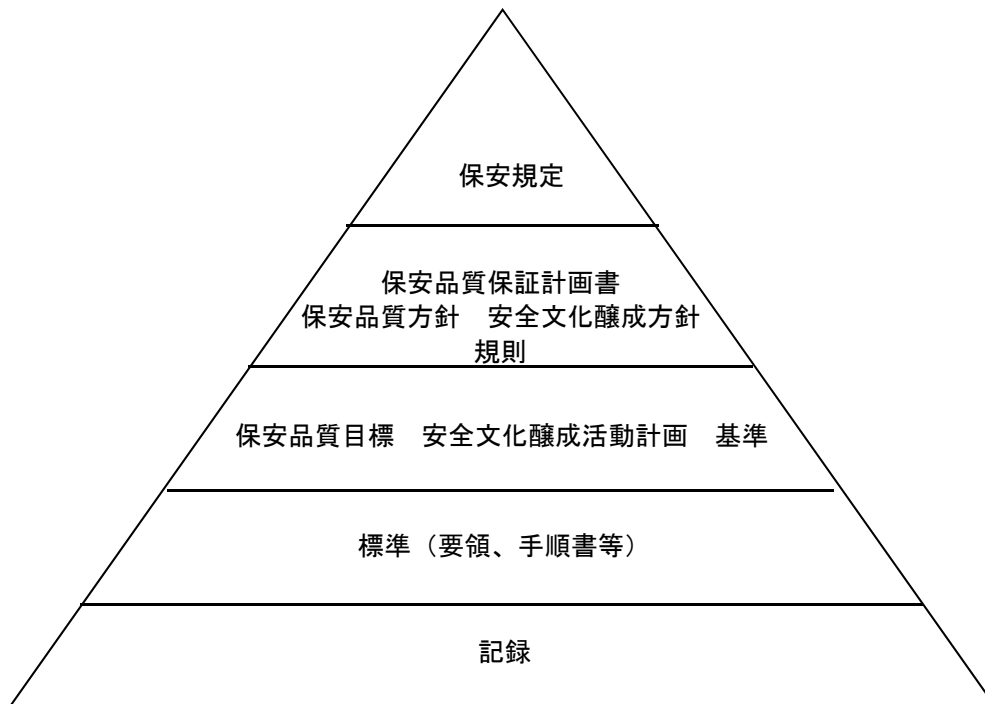 保安規定
保安品質保証計画書
保安品質方針　安全文化醸成方針
規則
保安品質目標　安全文化醸成活動計画　基準
標準（要領、手順書等）
記録